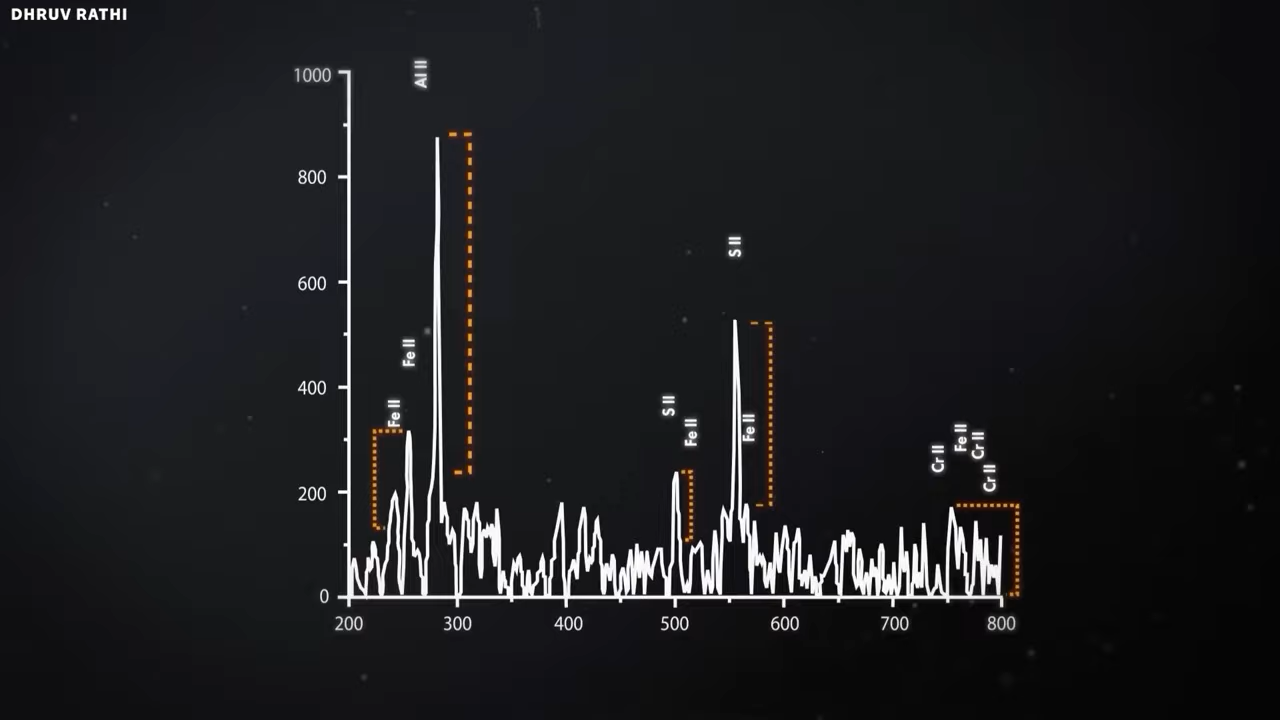 DHRUV RATHI
1000
800
600
400
200
0
200 300 400 500 600 700 800
Fe II
Fe II
Al II
S II
Fe II
S II
Fe II
Cr II
Fe II
Cr II
Cr II